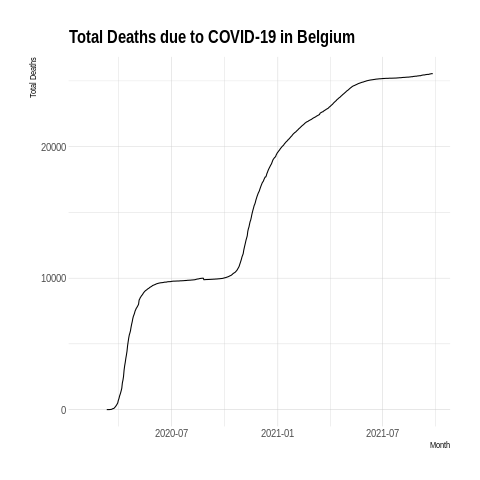 Total Deaths due to COVID-19 in Belgium
Total Deaths
20000
10000
0
2020-07
2021-01
2021-07
Month